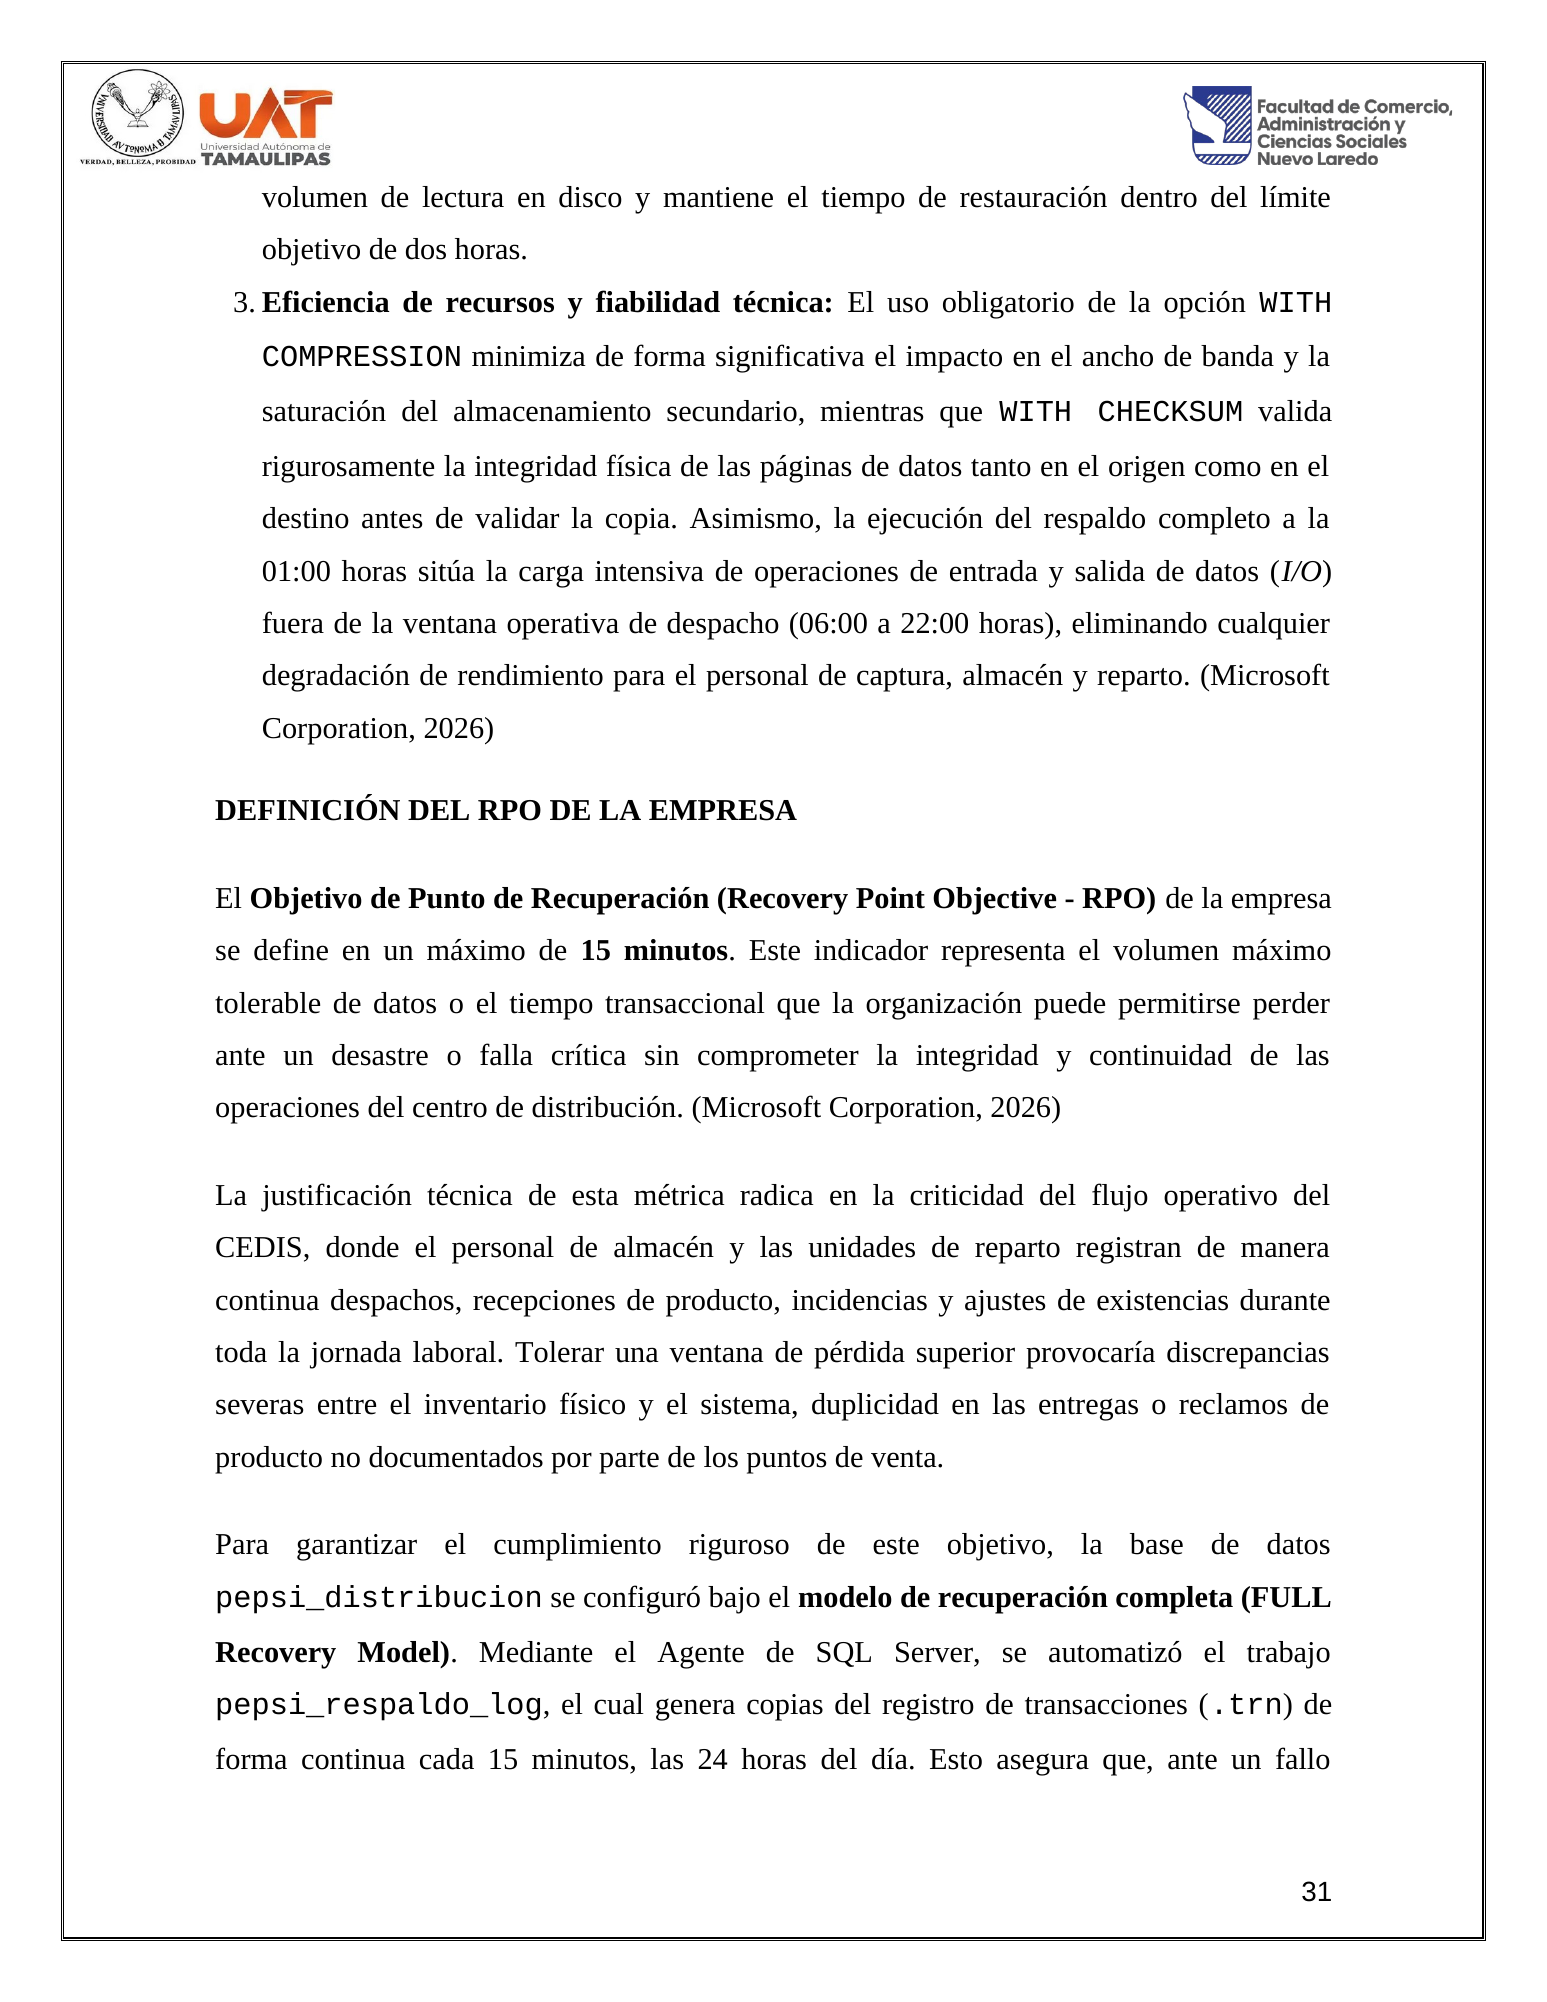 VNIVERSIDAD AVTONOMA D TAMAVLIPAS
VERDAD, BELLEZA, PROBIDAD
UAT
Universidad Autónoma de
TAMAULIPAS
Facultad de Comercio,
Administración y
Ciencias Sociales
Nuevo Laredo
volumen de lectura en disco y mantiene el tiempo de restauración dentro del límite
objetivo de dos horas.
3. Eficiencia de recursos y fiabilidad técnica: El uso obligatorio de la opción WITH
COMPRESSION minimiza de forma significativa el impacto en el ancho de banda y la
saturación del almacenamiento secundario, mientras que WITH CHECKSUM valida
rigurosamente la integridad física de las páginas de datos tanto en el origen como en el
destino antes de validar la copia. Asimismo, la ejecución del respaldo completo a la
01:00 horas sitúa la carga intensiva de operaciones de entrada y salida de datos (I/O)
fuera de la ventana operativa de despacho (06:00 a 22:00 horas), eliminando cualquier
degradación de rendimiento para el personal de captura, almacén y reparto. (Microsoft
Corporation, 2026)
DEFINICIÓN DEL RPO DE LA EMPRESA
El Objetivo de Punto de Recuperación (Recovery Point Objective - RPO) de la empresa
se define en un máximo de 15 minutos. Este indicador representa el volumen máximo
tolerable de datos o el tiempo transaccional que la organización puede permitirse perder
ante un desastre o falla crítica sin comprometer la integridad y continuidad de las
operaciones del centro de distribución. (Microsoft Corporation, 2026)
La justificación técnica de esta métrica radica en la criticidad del flujo operativo del
CEDIS, donde el personal de almacén y las unidades de reparto registran de manera
continua despachos, recepciones de producto, incidencias y ajustes de existencias durante
toda la jornada laboral. Tolerar una ventana de pérdida superior provocaría discrepancias
severas entre el inventario físico y el sistema, duplicidad en las entregas o reclamos de
producto no documentados por parte de los puntos de venta.
Para garantizar el cumplimiento riguroso de este objetivo, la base de datos
pepsi_distribucion se configuró bajo el modelo de recuperación completa (FULL
Recovery Model). Mediante el Agente de SQL Server, se automatizó el trabajo
pepsi_respaldo_log, el cual genera copias del registro de transacciones (.trn) de
forma continua cada 15 minutos, las 24 horas del día. Esto asegura que, ante un fallo
31